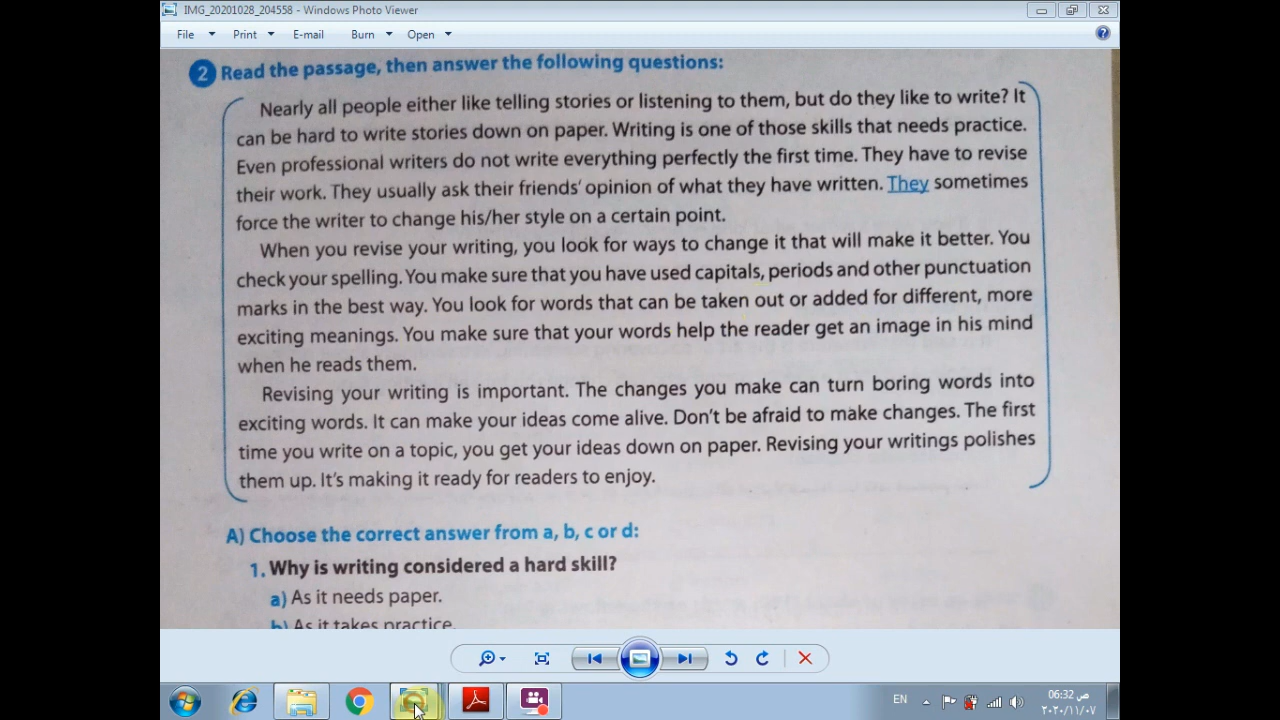 IMG_20201028_204558 - Windows Photo Viewer
File Print E-mail Burn Open
2 Read the passage, then answer the following questions:
Nearly all people either like telling stories or listening to them, but do they like to write? It
can be hard to write stories down on paper. Writing is one of those skills that needs practice.
Even professional writers do not write everything perfectly the first time. They have to revise
their work. They usually ask their friends' opinion of what they have written. They sometimes
force the writer to change his/her style on a certain point.
When you revise your writing, you look for ways to change it that will make it better. You
check your spelling. You make sure that you have used capitals, periods and other punctuation
marks in the best way. You look for words that can be taken out or added for different, more
exciting meanings. You make sure that your words help the reader get an image in his mind
when he reads them.
Revising your writing is important. The changes you make can turn boring words into
exciting words. It can make your ideas come alive. Don't be afraid to make changes. The first
time you write on a topic, you get your ideas down on paper. Revising your writings polishes
them up. It's making it ready for readers to enjoy.
A) Choose the correct answer from a, b, c or d:
1. Why is writing considered a hard skill?
a) As it needs paper.
b) As it takes practice.
EN
06:32 ص
٢٠٢٠/١١/٠٧